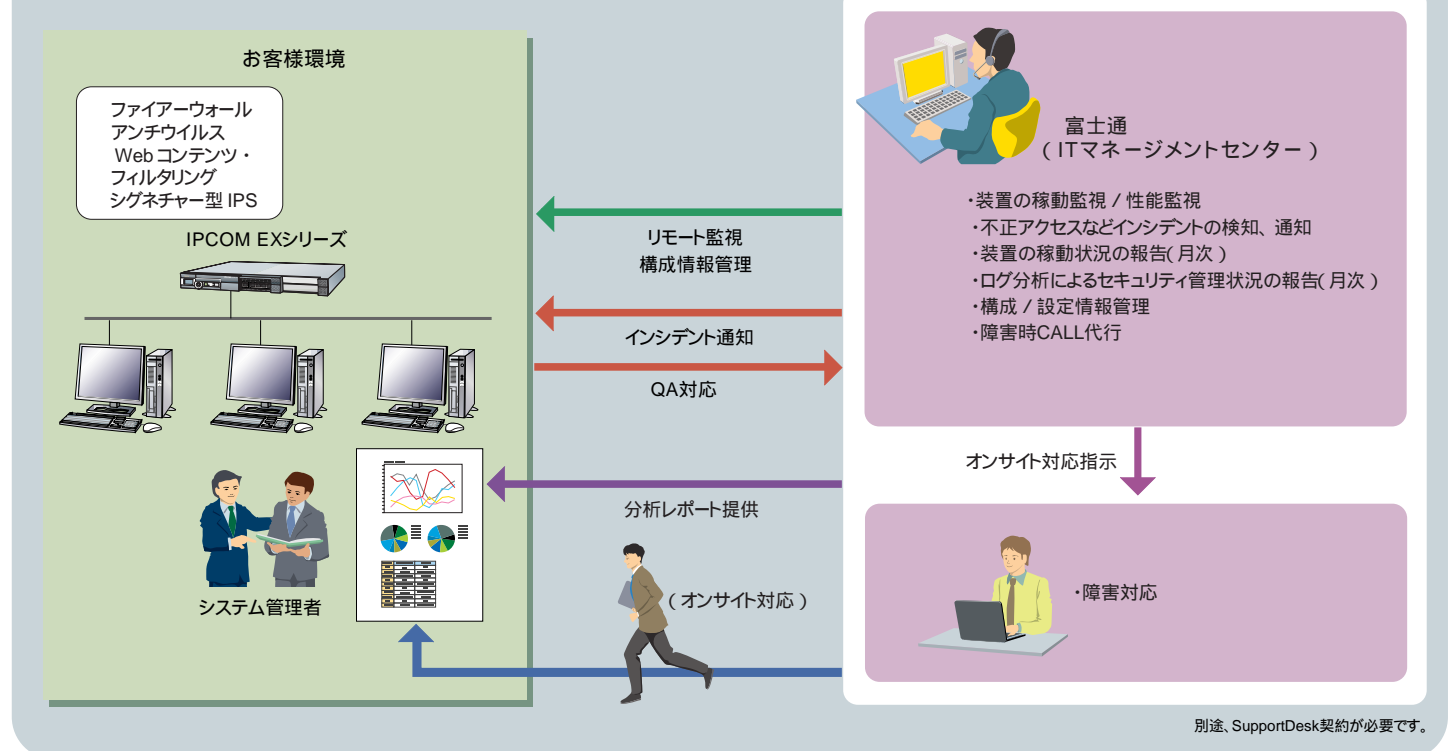 お客様環境
ファイアーウォール
アンチウイルス
Web コンテンツ・
フィルタリング
シグネチャー型 IPS
IPCOM EXシリーズ
システム管理者
リモート監視
構成情報管理
インシデント通知
QA対応
分析レポート提供
(オンサイト対応)
富士通
(ITマネージメントセンター)
・装置の稼動監視 / 性能監視
・不正アクセスなどインシデントの検知、通知
・装置の稼動状況の報告(月次)
・ログ分析によるセキュリティ管理状況の報告(月次)
・構成 / 設定情報管理
・障害時CALL代行
オンサイト対応指示
・障害対応
別途、SupportDesk契約が必要です。